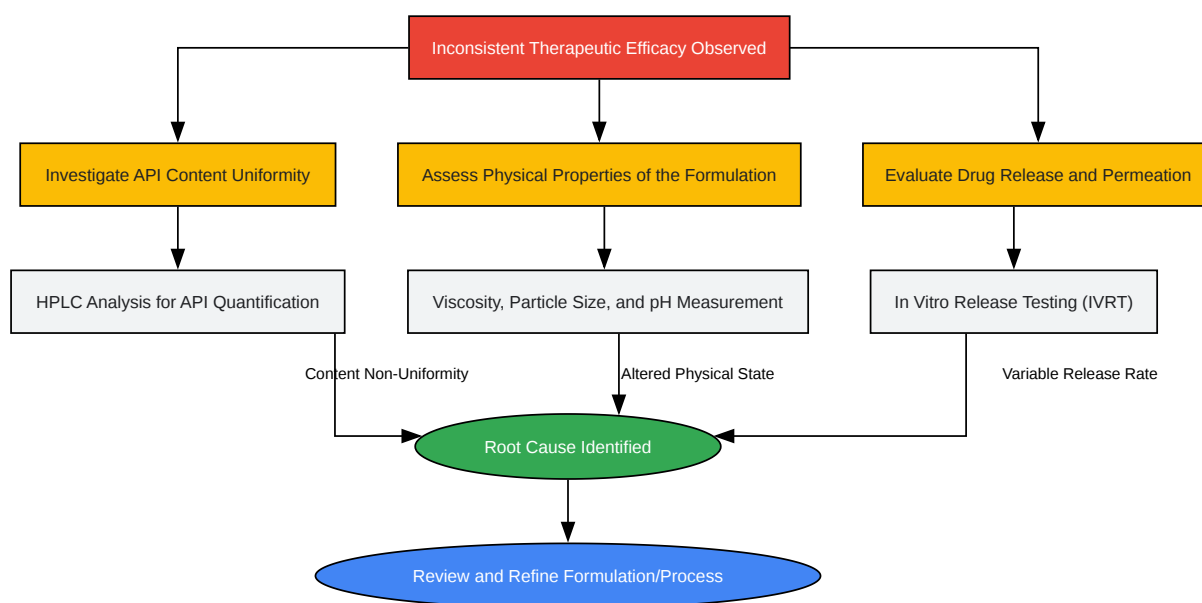 Inconsistent Therapeutic Efficacy Observed
Investigate API Content Uniformity
Assess Physical Properties of the Formulation
Evaluate Drug Release and Permeation
HPLC Analysis for API Quantification
Viscosity, Particle Size, and pH Measurement
In Vitro Release Testing (IVRT)
Content Non-Uniformity
Altered Physical State
Variable Release Rate
Root Cause Identified
Review and Refine Formulation/Process